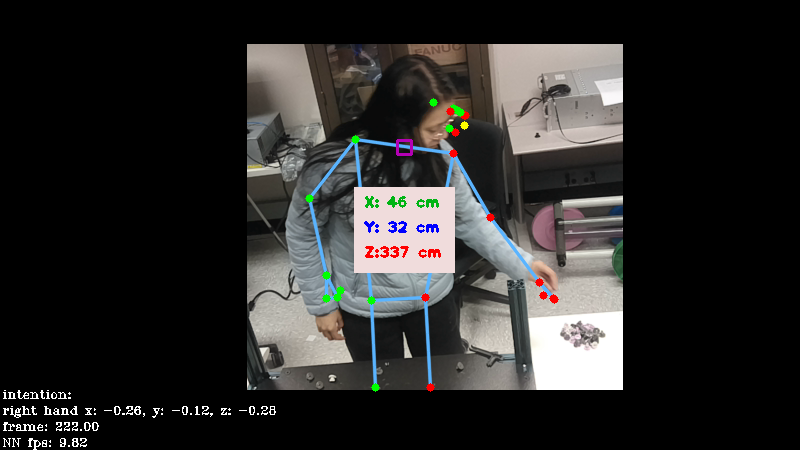 FANUC
X: 46 cm
Y: 32 cm
Z:337 cm
intention:
right hand x: -0.26, y: -0.12, z: -0.28
frame: 222.00
NN fps: 9.82